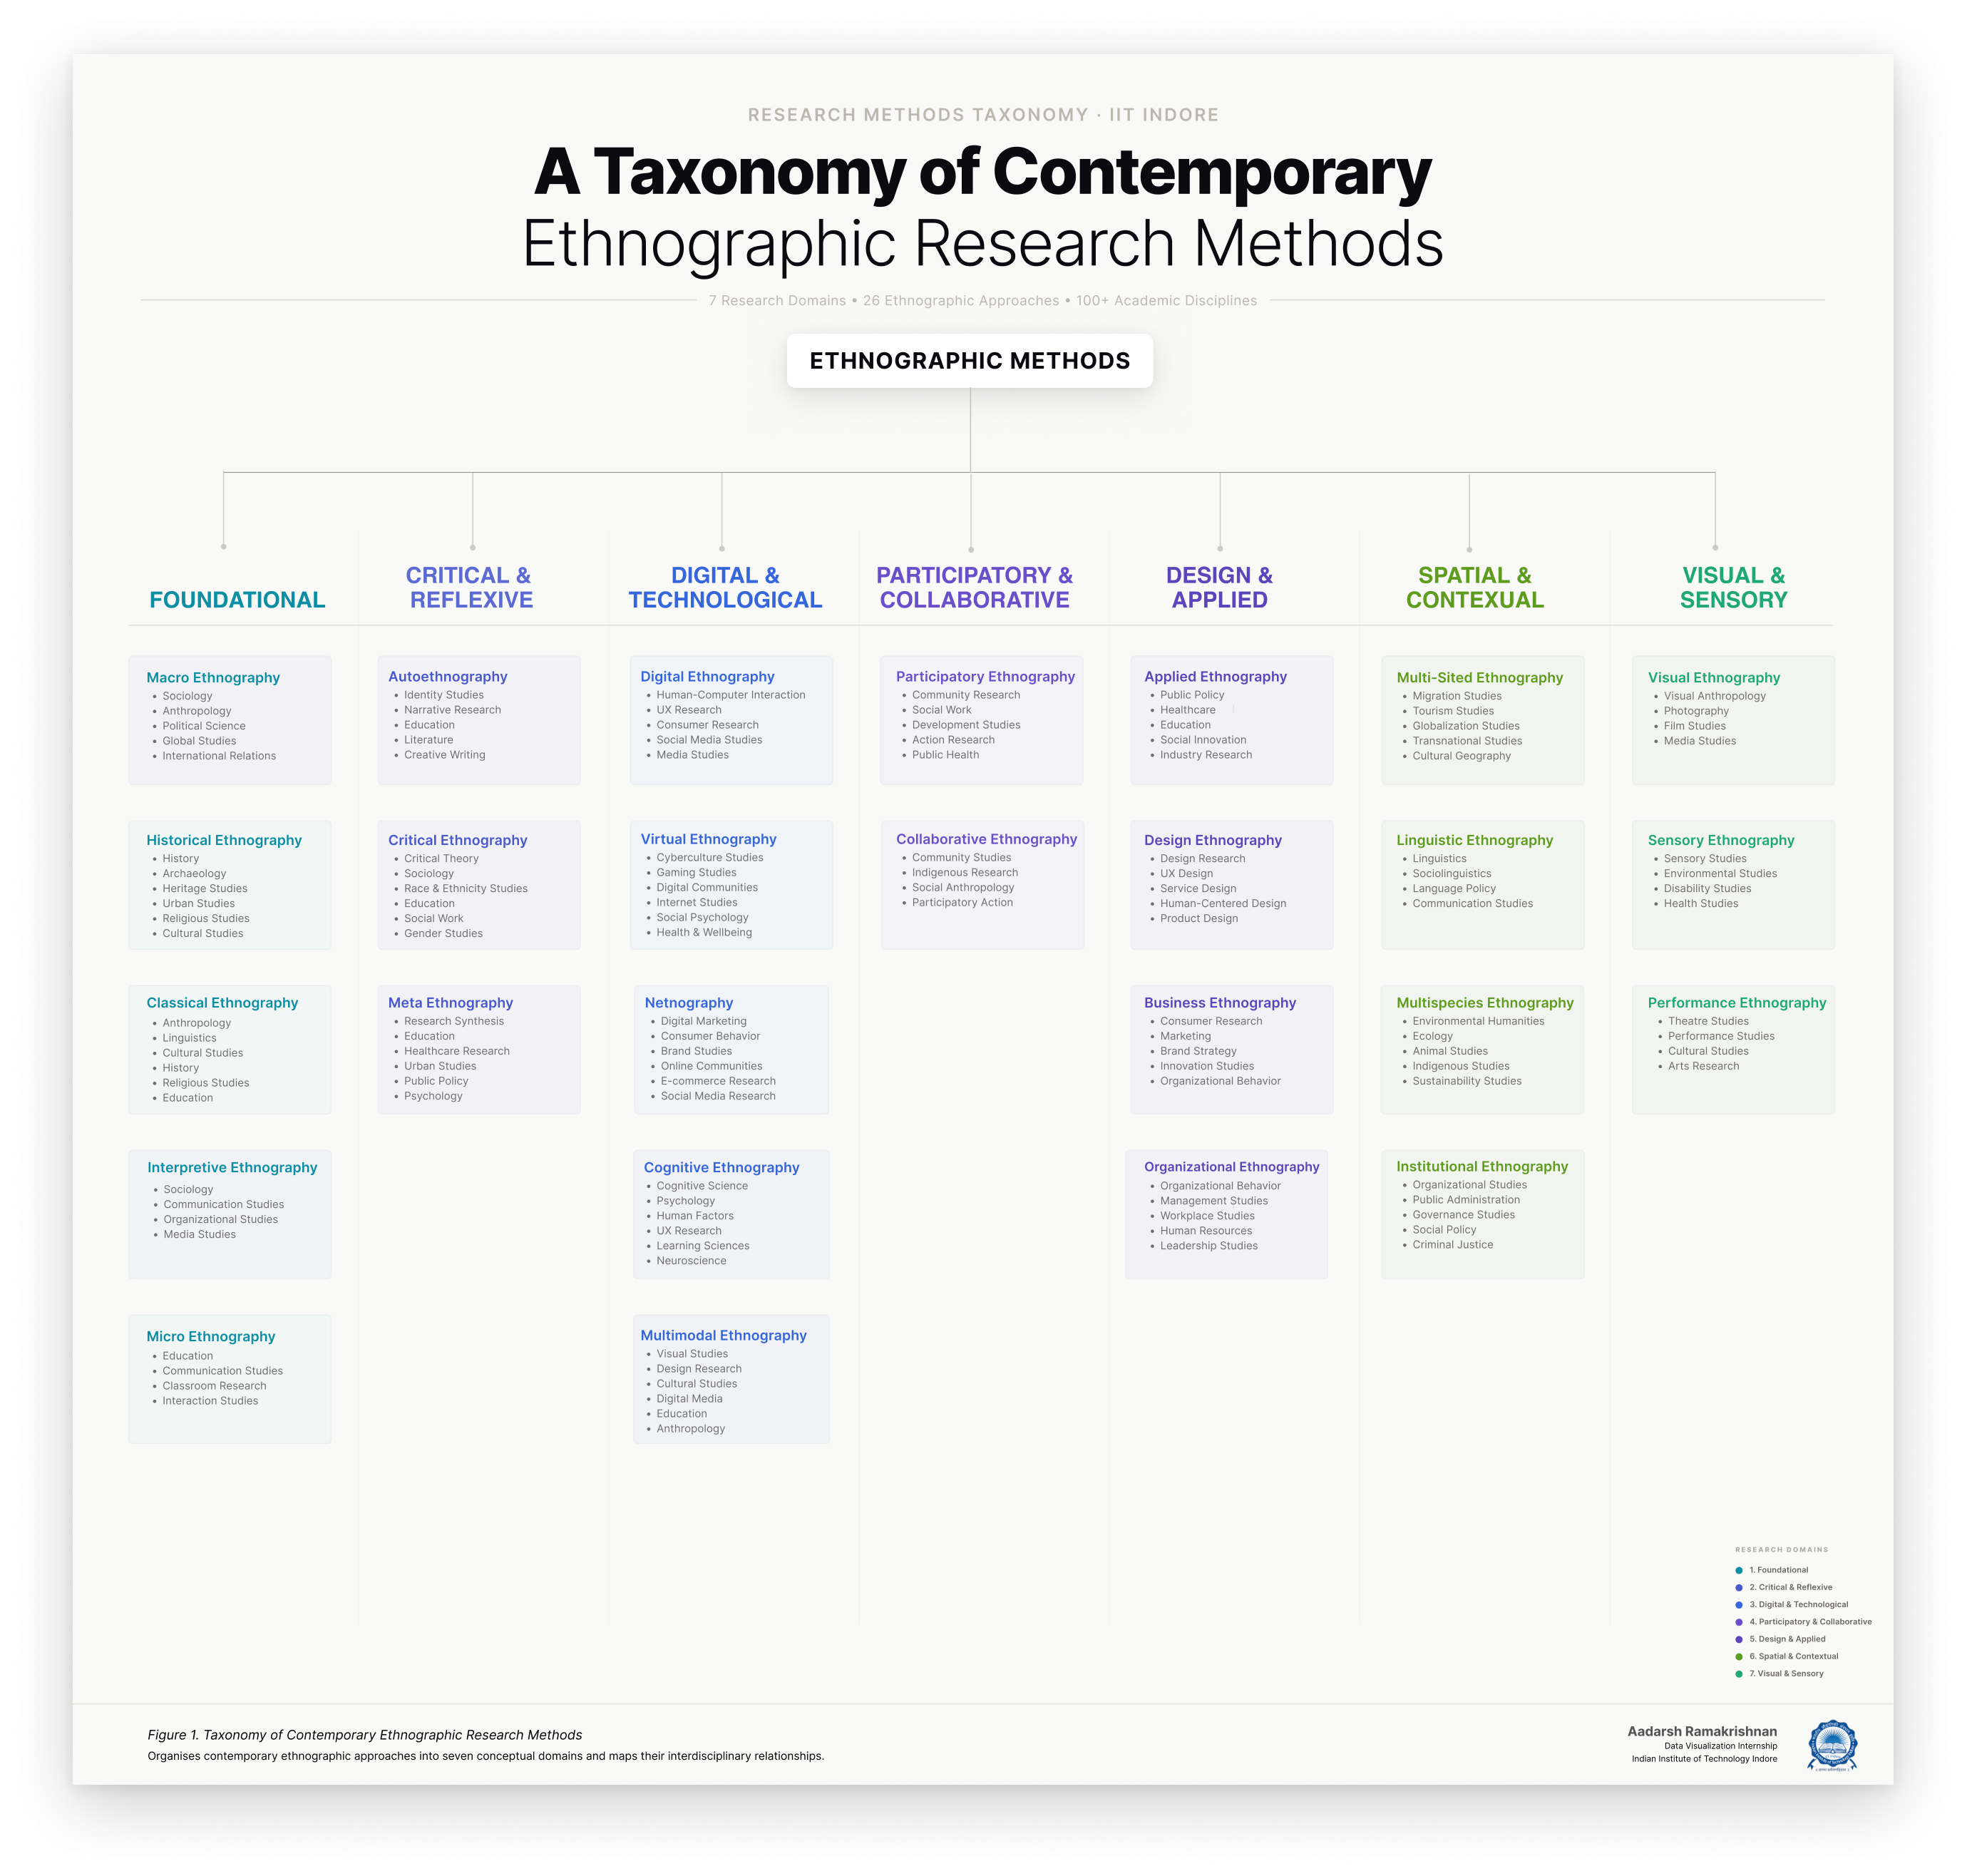 RESEARCH METHODS TAXONOMY · IIT INDORE
A Taxonomy of Contemporary
Ethnographic Research Methods
7 Research Domains • 26 Ethnographic Approaches • 100+ Academic Disciplines
ETHNOGRAPHIC METHODS
FOUNDATIONAL
Macro Ethnography
• Sociology
• Anthropology
• Political Science
• Global Studies
• International Relations
Historical Ethnography
• History
• Archaeology
• Heritage Studies
• Urban Studies
• Religious Studies
• Cultural Studies
Classical Ethnography
• Anthropology
• Linguistics
• Cultural Studies
• History
• Religious Studies
• Education
Interpretive Ethnography
• Sociology
• Communication Studies
• Organizational Studies
• Media Studies
Micro Ethnography
• Education
• Communication Studies
• Classroom Research
• Interaction Studies
CRITICAL &
REFLEXIVE
Autoethnography
• Identity Studies
• Narrative Research
• Education
• Literature
• Creative Writing
Critical Ethnography
• Critical Theory
• Sociology
• Race & Ethnicity Studies
• Education
• Social Work
• Gender Studies
Meta Ethnography
• Research Synthesis
• Education
• Healthcare Research
• Urban Studies
• Public Policy
• Psychology
DIGITAL &
TECHNOLOGICAL
Digital Ethnography
• Human-Computer Interaction
• UX Research
• Consumer Research
• Social Media Studies
• Media Studies
Virtual Ethnography
• Cyberculture Studies
• Gaming Studies
• Digital Communities
• Internet Studies
• Social Psychology
• Health & Wellbeing
Netnography
• Digital Marketing
• Consumer Behavior
• Brand Studies
• Online Communities
• E-commerce Research
• Social Media Research
Cognitive Ethnography
• Cognitive Science
• Psychology
• Human Factors
• UX Research
• Learning Sciences
• Neuroscience
Multimodal Ethnography
• Visual Studies
• Design Research
• Cultural Studies
• Digital Media
• Education
• Anthropology
PARTICIPATORY &
COLLABORATIVE
Participatory Ethnography
• Community Research
• Social Work
• Development Studies
• Action Research
• Public Health
Collaborative Ethnography
• Community Studies
• Indigenous Research
• Social Anthropology
• Participatory Action
DESIGN &
APPLIED
Applied Ethnography
• Public Policy
• Healthcare
• Education
• Social Innovation
• Industry Research
Design Ethnography
• Design Research
• UX Design
• Service Design
• Human-Centered Design
• Product Design
Business Ethnography
• Consumer Research
• Marketing
• Brand Strategy
• Innovation Studies
• Organizational Behavior
Organizational Ethnography
• Organizational Behavior
• Management Studies
• Workplace Studies
• Human Resources
• Leadership Studies
SPATIAL &
CONTEXUAL
Multi-Sited Ethnography
• Migration Studies
• Tourism Studies
• Globalization Studies
• Transnational Studies
• Cultural Geography
Linguistic Ethnography
• Linguistics
• Sociolinguistics
• Language Policy
• Communication Studies
Multispecies Ethnography
• Environmental Humanities
• Ecology
• Animal Studies
• Indigenous Studies
• Sustainability Studies
Institutional Ethnography
• Organizational Studies
• Public Administration
• Governance Studies
• Social Policy
• Criminal Justice
VISUAL &
SENSORY
Visual Ethnography
• Visual Anthropology
• Photography
• Film Studies
• Media Studies
Sensory Ethnography
• Sensory Studies
• Environmental Studies
• Disability Studies
• Health Studies
Performance Ethnography
• Theatre Studies
• Performance Studies
• Cultural Studies
• Arts Research
RESEARCH DOMAINS
1. Foundational
2. Critical & Reflexive
3. Digital & Technological
4. Participatory & Collaborative
5. Design & Applied
6. Spatial & Contextual
7. Visual & Sensory
Figure 1. Taxonomy of Contemporary Ethnographic Research Methods
Organises contemporary ethnographic approaches into seven conceptual domains and maps their interdisciplinary relationships.
Aadarsh Ramakrishnan
Data Visualization Internship
Indian Institute of Technology Indore